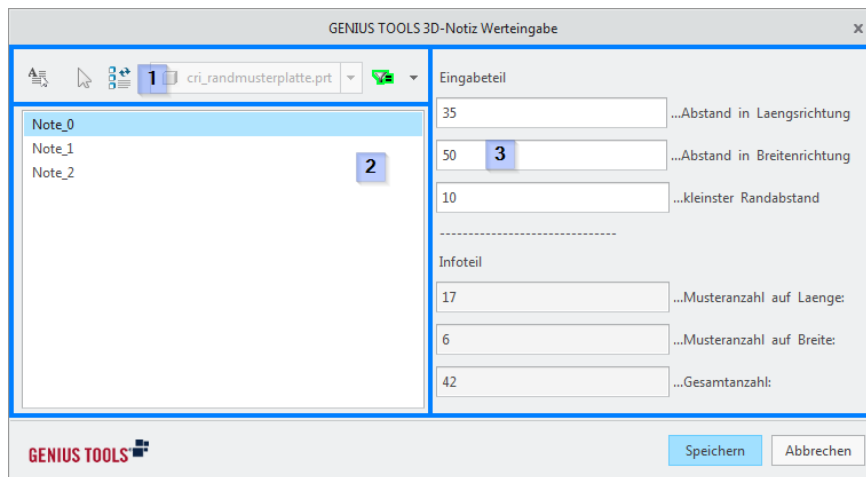 GENIUS TOOLS 3D-Notiz Werteingabe x
1 cri_randmusterplatte.prt
Note_0
Note_1
Note_2
2
Eingabeteil
35 ...Abstand in Laengsrichtung
50 3 ...Abstand in Breitenrichtung
10 ...kleinster Randabstand
------------------------------
Infoteil
17 ...Musteranzahl auf Laenge:
6 ...Musteranzahl auf Breite:
42 ...Gesamtanzahl:
GENIUS TOOLS
Speichern Abbrechen